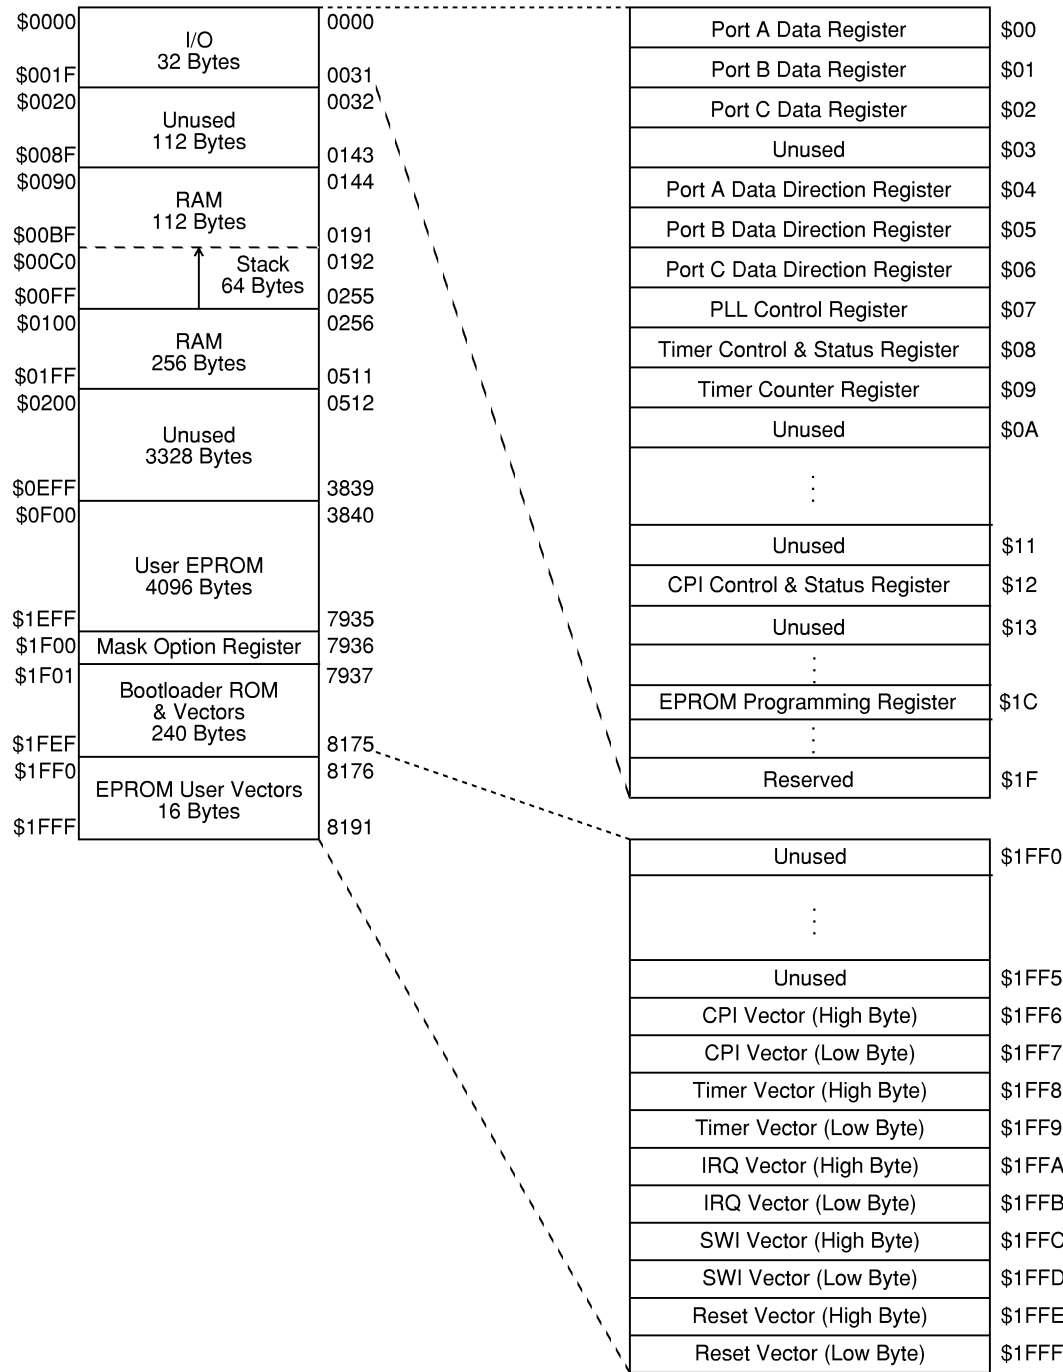 $0000 0000
I/O
32 Bytes
$001F 0031
$0020 0032
Unused
112 Bytes
$008F 0143
$0090 0144
RAM
112 Bytes
$00BF 0191
$00C0 Stack 0192
64 Bytes
$00FF 0255
$0100 0256
RAM
256 Bytes
$01FF 0511
$0200 0512
Unused
3328 Bytes
$0EFF 3839
$0F00 3840
User EPROM
4096 Bytes
$1EFF 7935
$1F00 Mask Option Register 7936
$1F01 7937
Bootloader ROM
& Vectors
240 Bytes
$1FEF 8175
$1FF0 8176
EPROM User Vectors
16 Bytes
$1FFF 8191
Port A Data Register $00
Port B Data Register $01
Port C Data Register $02
Unused $03
Port A Data Direction Register $04
Port B Data Direction Register $05
Port C Data Direction Register $06
PLL Control Register $07
Timer Control & Status Register $08
Timer Counter Register $09
Unused $0A
Unused $11
CPI Control & Status Register $12
Unused $13
EPROM Programming Register $1C
Reserved $1F
Unused $1FF0
Unused $1FF5
CPI Vector (High Byte) $1FF6
CPI Vector (Low Byte) $1FF7
Timer Vector (High Byte) $1FF8
Timer Vector (Low Byte) $1FF9
IRQ Vector (High Byte) $1FFA
IRQ Vector (Low Byte) $1FFB
SWI Vector (High Byte) $1FFC
SWI Vector (Low Byte) $1FFD
Reset Vector (High Byte) $1FFE
Reset Vector (Low Byte) $1FFF